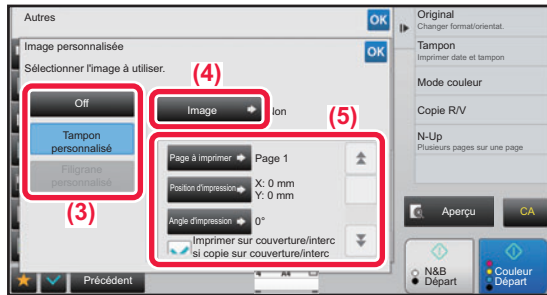 Autres
OK
Image personnalisée
OK
Sélectionner l'image à utiliser.
(4)
Off
Image
(5)
Tampon
personnalisé
Filigrane
personnalisé
(3)
Page à imprimer
Page 1
Position d'impression
X: 0 mm
Y: 0 mm
Angle d'impression
0°
Imprimer sur couverture/interc
si copie sur couverture/interc
Précédent
A4
Original
Changer format/orientat.
Tampon
Imprimer date et tampon
Mode couleur
Copie R/V
N-Up
Plusieurs pages sur une page
Aperçu
CA
N&B
Départ
Couleur
Départ